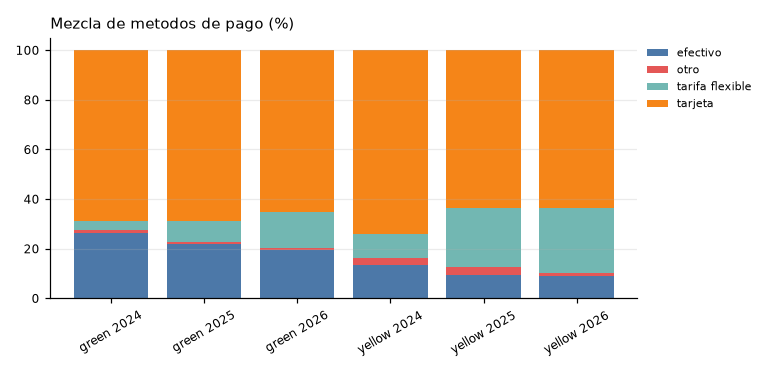 Mezcla de metodos de pago (%)
100
80
60
40
20
0
green 2024
green 2025
green 2026
yellow 2024
yellow 2025
yellow 2026
efectivo
otro
tarifa flexible
tarjeta